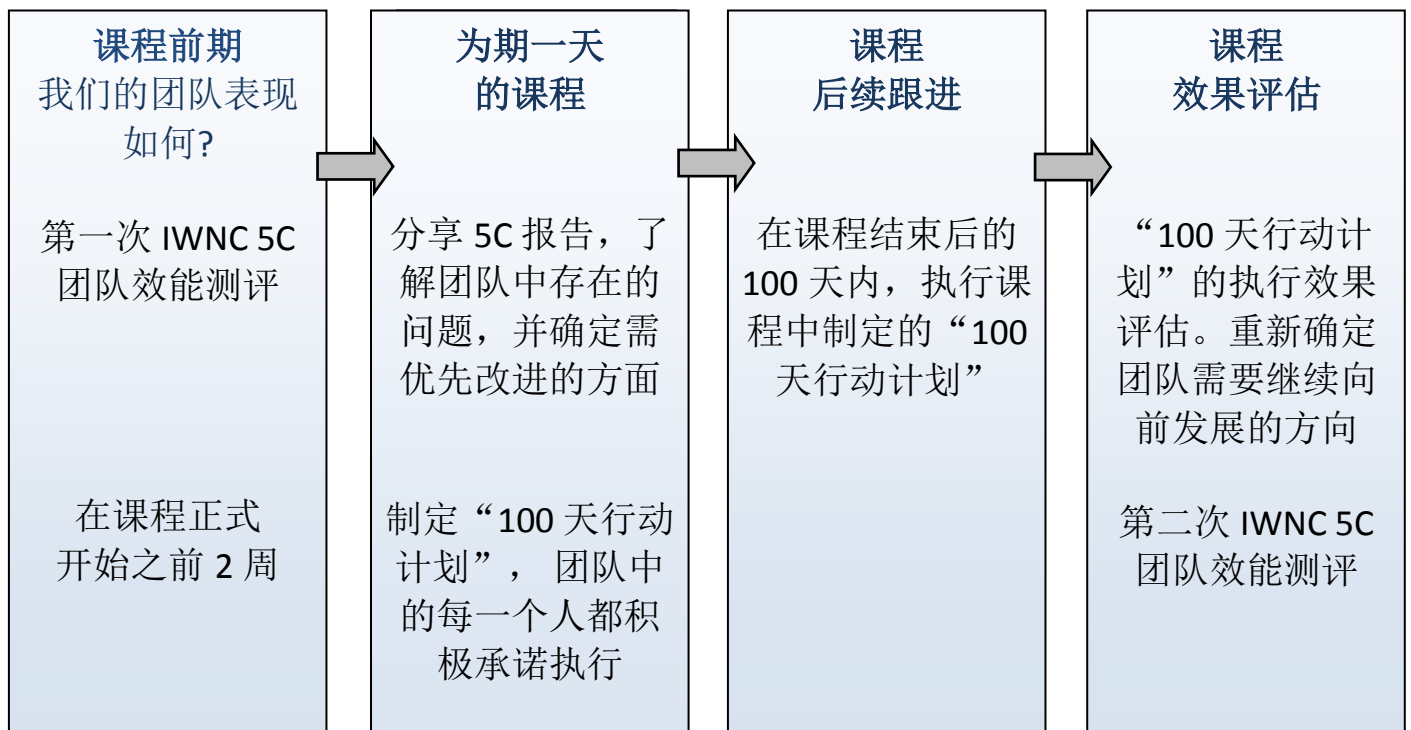 课程前期
我们的团队表现
如何?
第一次 IWNC 5C
团队效能测评
在课程正式
开始之前 2 周
为期一天
的课程
分享 5C 报告，了
解团队中存在的
问题，并确定需
优先改进的方面
制定“100 天行动
计划”， 团队中
的每一个人都积
极承诺执行
课程
后续跟进
在课程结束后的
100 天内，执行课
程中制定的“100
天行动计划”
课程
效果评估
“100 天行动计
划”的执行效果
评估。重新确定
团队需要继续向
前发展的方向
第二次 IWNC 5C
团队效能测评